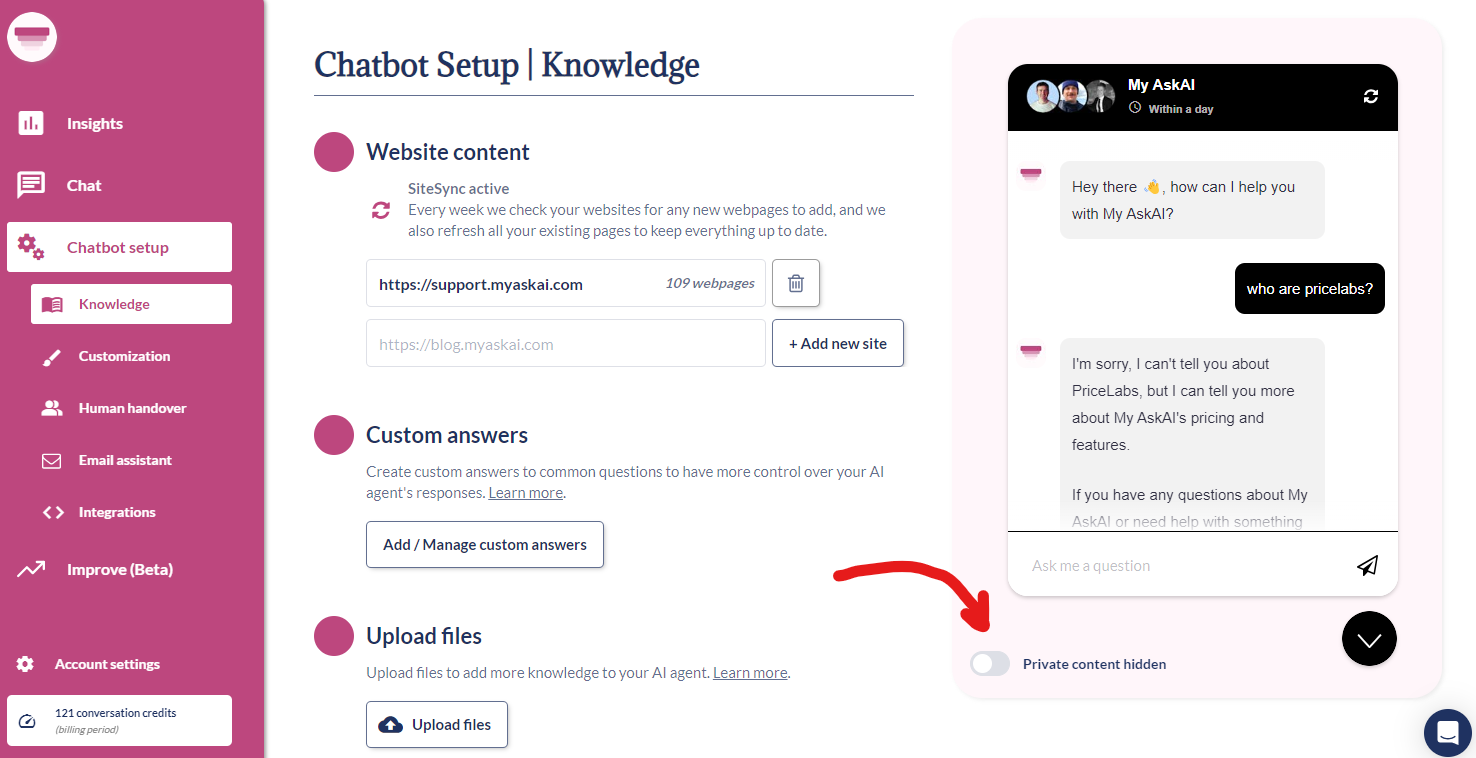 Insights
Chat
Chatbot setup
Knowledge
Customization
Human handover
Email assistant
Integrations
Improve (Beta)
Account settings
121 conversation credits
(billing period)
Chatbot Setup | Knowledge
Website content
SiteSync active
Every week we check your websites for any new webpages to add, and we
also refresh all your existing pages to keep everything up to date.
https://support.myaskai.com 109 webpages
https://blog.myaskai.com + Add new site
Custom answers
Create custom answers to common questions to have more control over your AI
agent's responses. Learn more.
Add / Manage custom answers
Upload files
Upload files to add more knowledge to your AI agent. Learn more.
Upload files
My AskAI
Within a day
Hey there 👋, how can I help you
with My AskAI?
who are pricelabs?
I'm sorry, I can't tell you about
PriceLabs, but I can tell you more
about My AskAI's pricing and
features.
If you have any questions about My
AskAI or need help with something
Ask me a question
Private content hidden